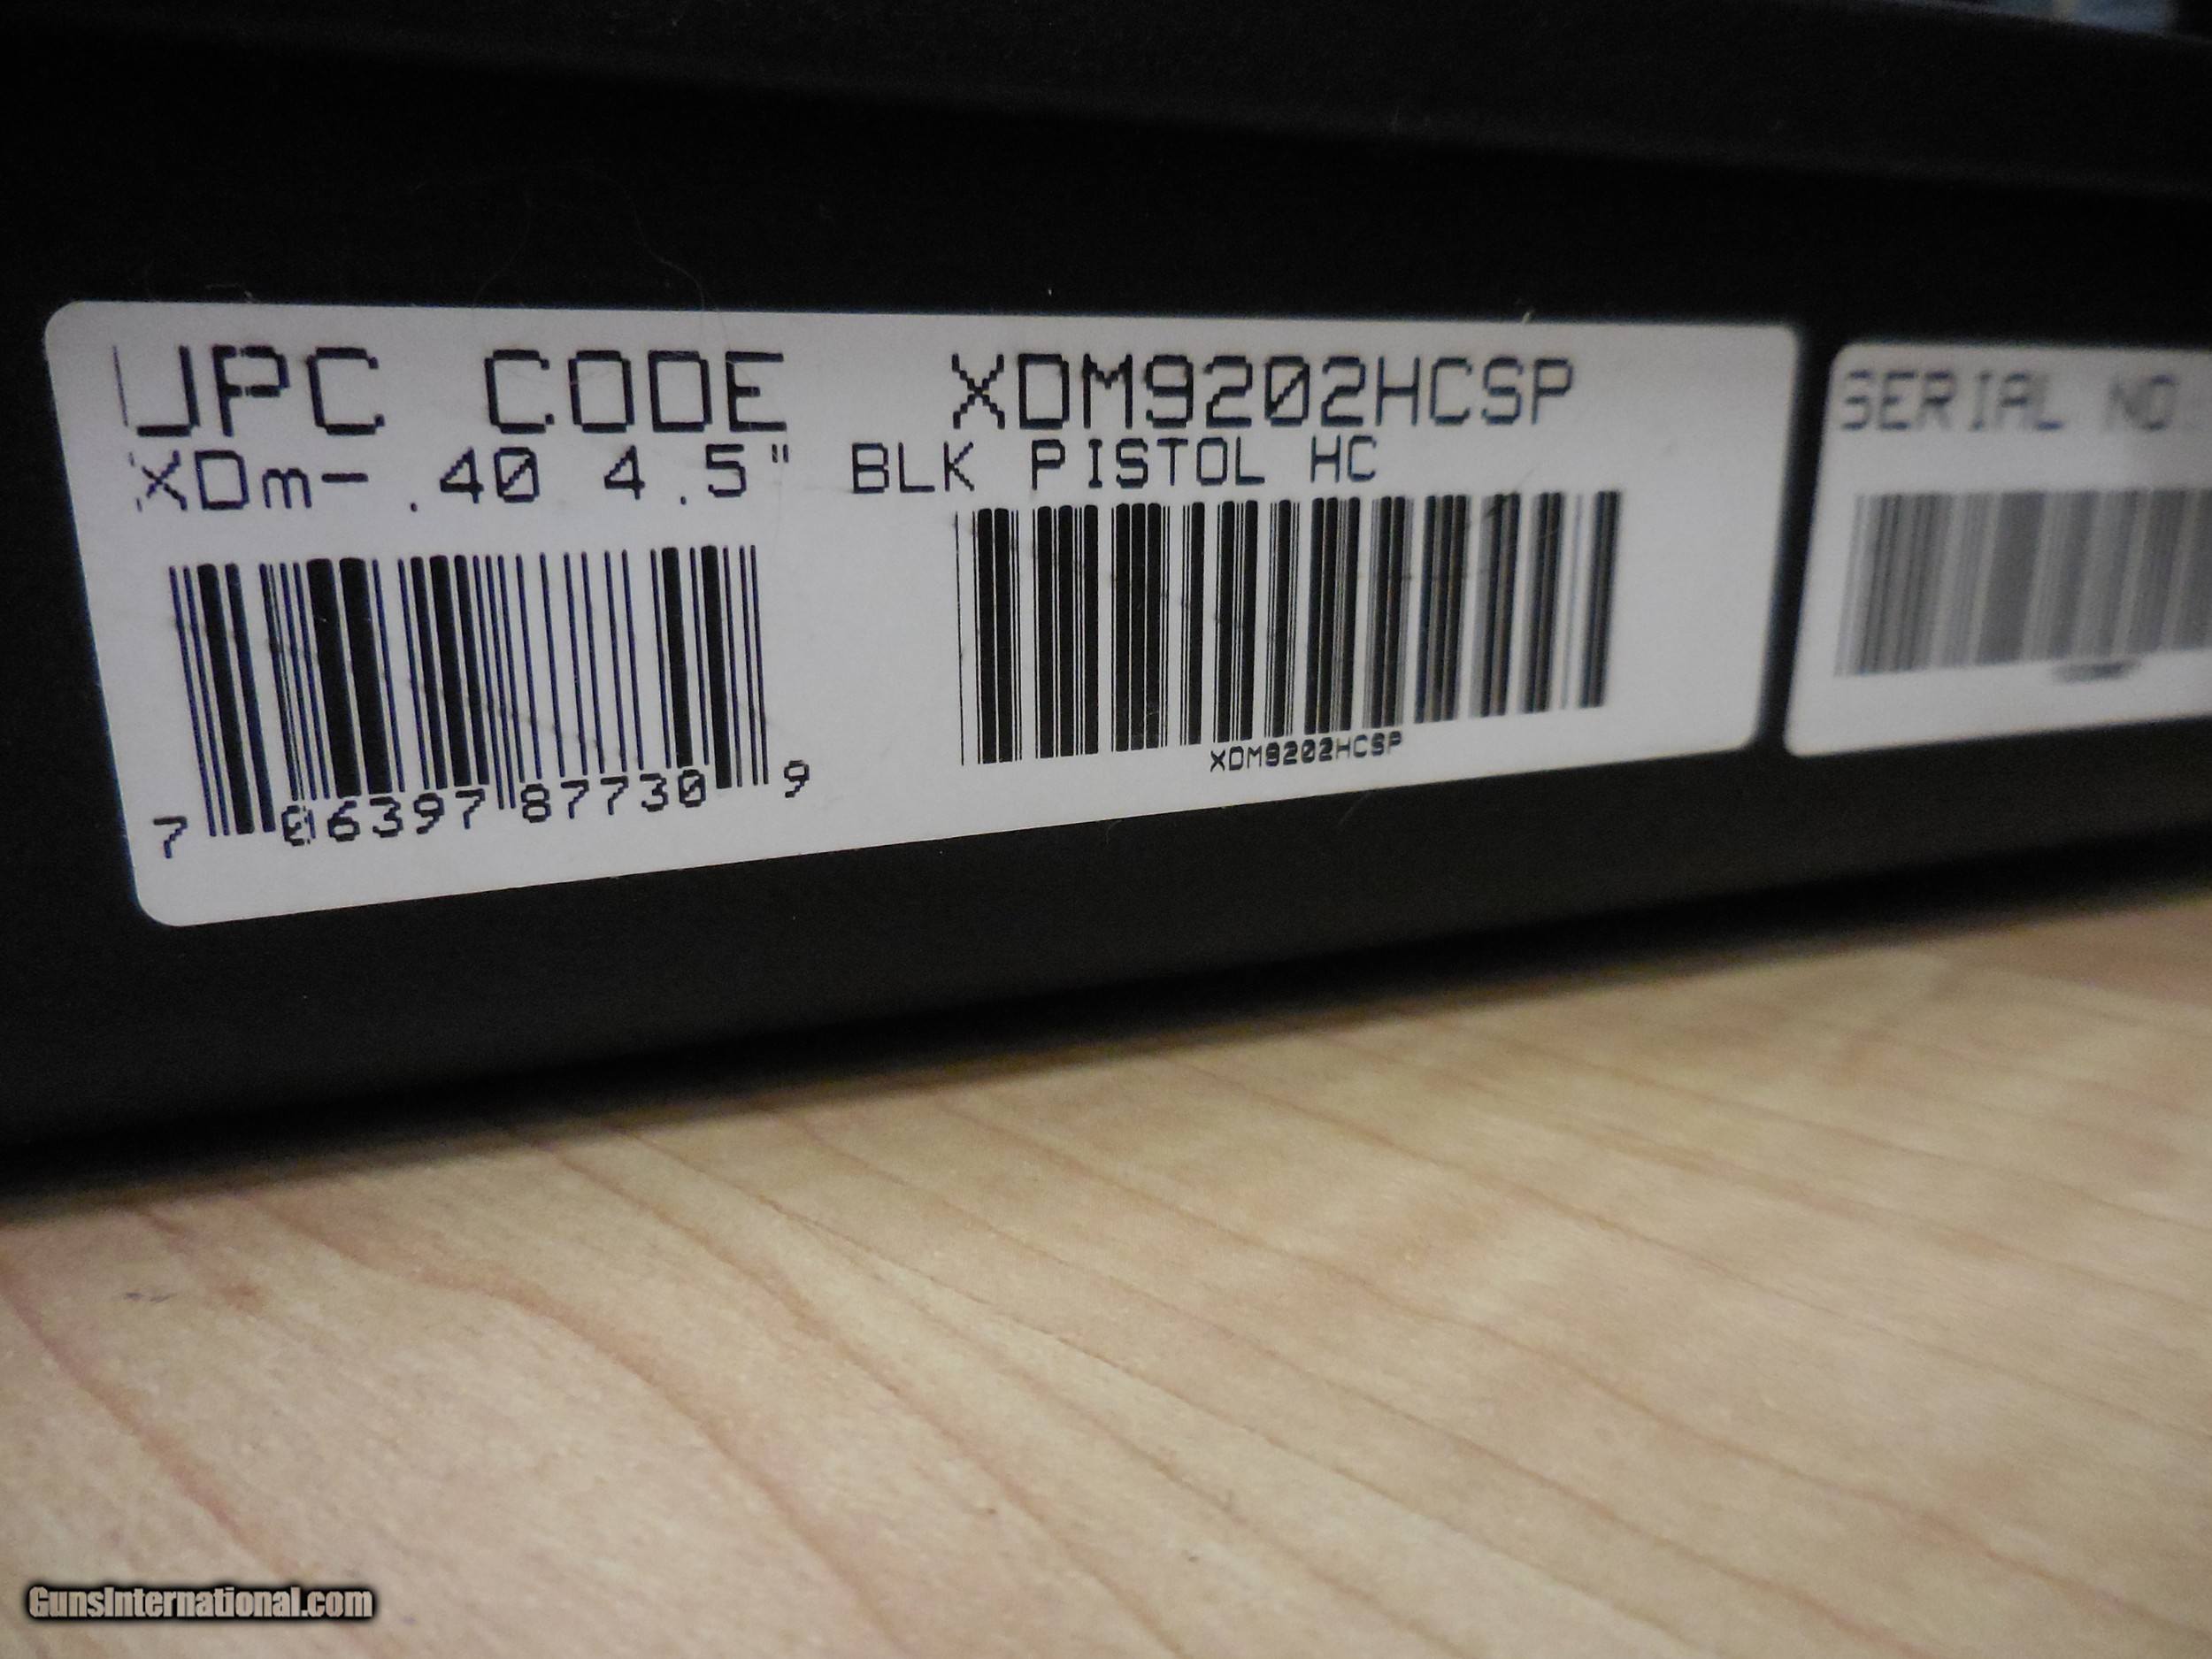 UPC CODE XDM9202HCSP
XDm-.40 4.5" BLK PISTOL HC
7 06397 87730 9
XDM9202HCSP
SERIAL NO.
GunsInternational.com